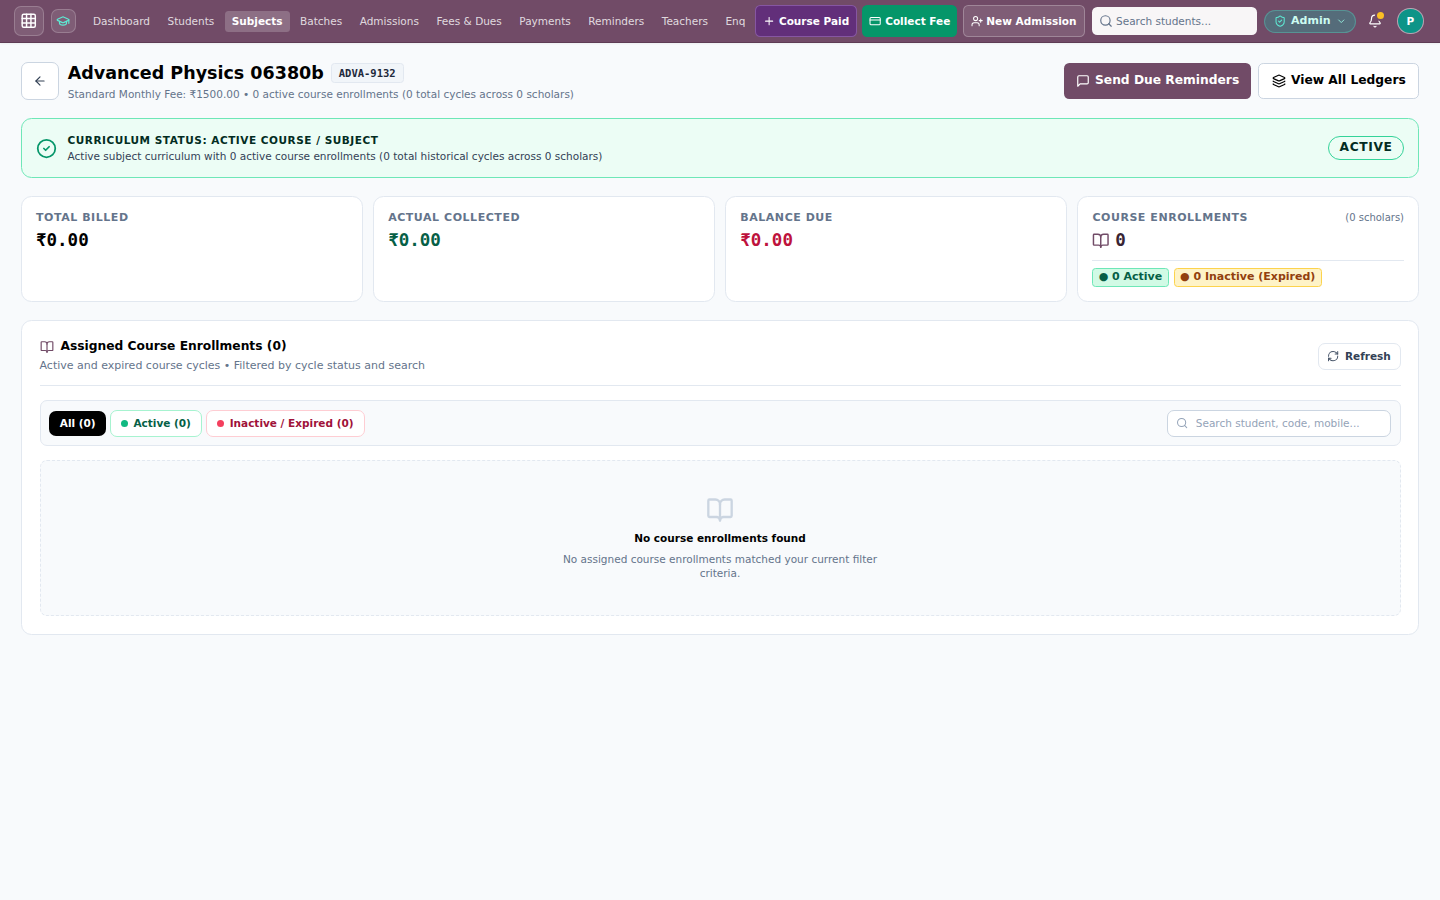 Dashboard Students Subjects Batches Admissions Fees & Dues Payments Reminders Teachers Enq Course Paid Collect Fee New Admission Search students... Admin P
Advanced Physics 06380b ADVA-9132
Standard Monthly Fee: ₹1500.00 • 0 active course enrollments (0 total cycles across 0 scholars)
Send Due Reminders View All Ledgers
CURRICULUM STATUS: ACTIVE COURSE / SUBJECT
Active subject curriculum with 0 active course enrollments (0 total historical cycles across 0 scholars)
ACTIVE
TOTAL BILLED
₹0.00
ACTUAL COLLECTED
₹0.00
BALANCE DUE
₹0.00
COURSE ENROLLMENTS (0 scholars)
0
0 Active 0 Inactive (Expired)
Assigned Course Enrollments (0)
Active and expired course cycles • Filtered by cycle status and search
Refresh
All (0) Active (0) Inactive / Expired (0) Search student, code, mobile...
No course enrollments found
No assigned course enrollments matched your current filter
criteria.